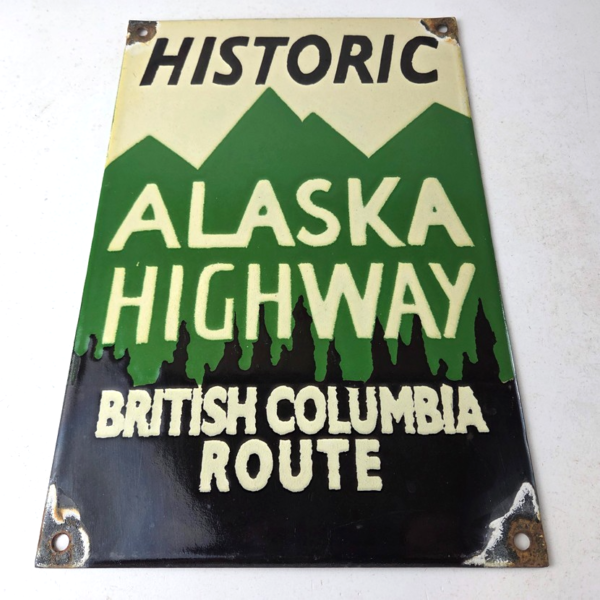 HISTORIC
ALASKA
HIGHWAY
BRITISH COLUMBIA
ROUTE